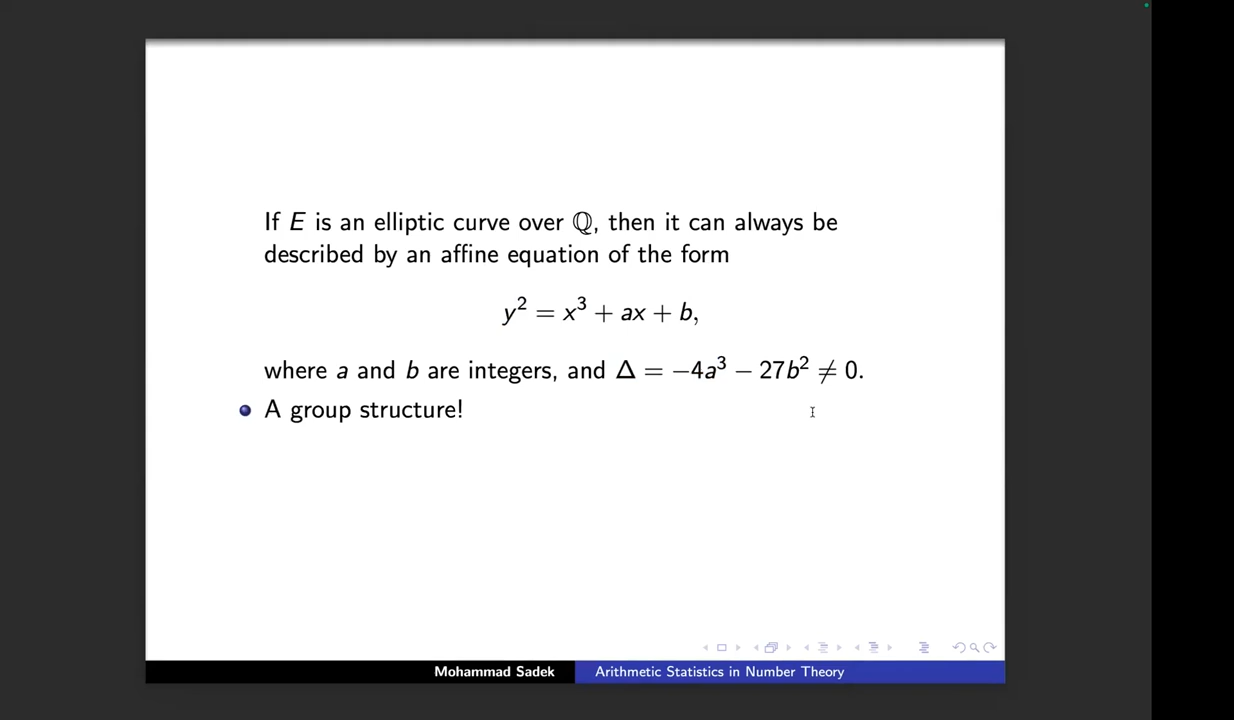 If E is an elliptic curve over ℚ, then it can always be
described by an affine equation of the form
y² = x³ + ax + b,
where a and b are integers, and Δ = −4a³ − 27b² ≠ 0.
A group structure!
Mohammad Sadek
Arithmetic Statistics in Number Theory